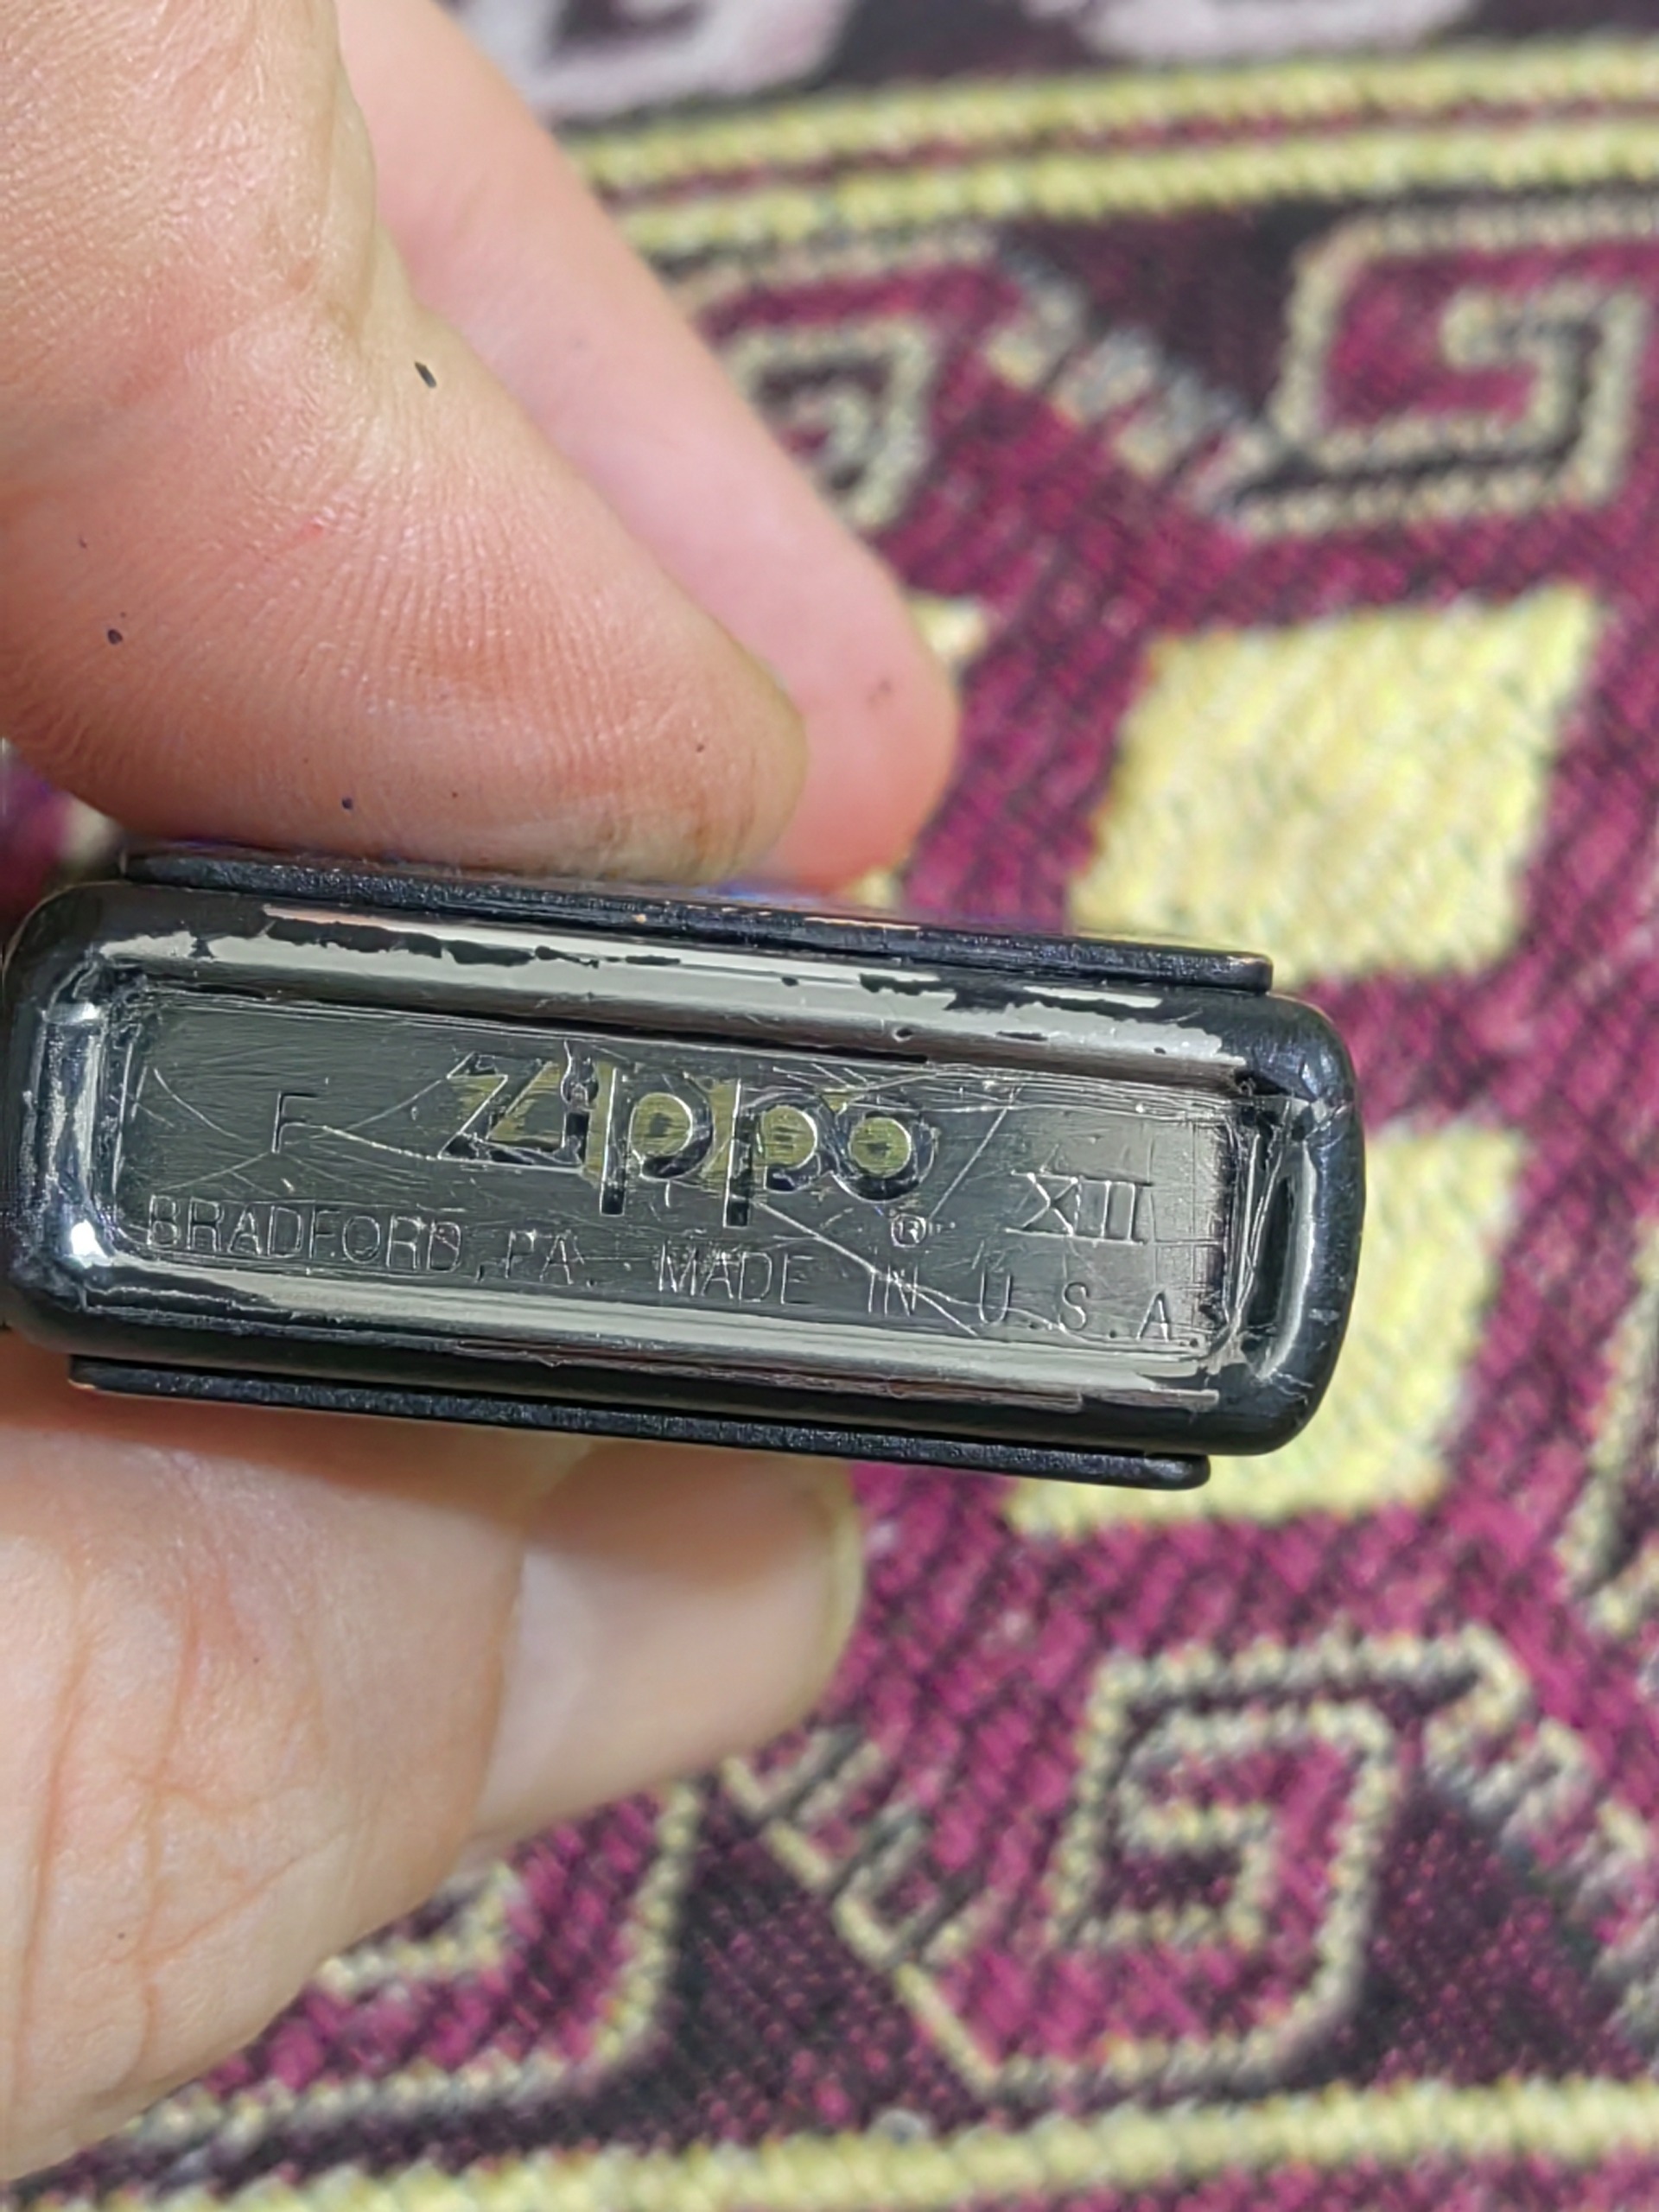 F Zippo ® XII
BRADFORD, PA. MADE IN U.S.A.